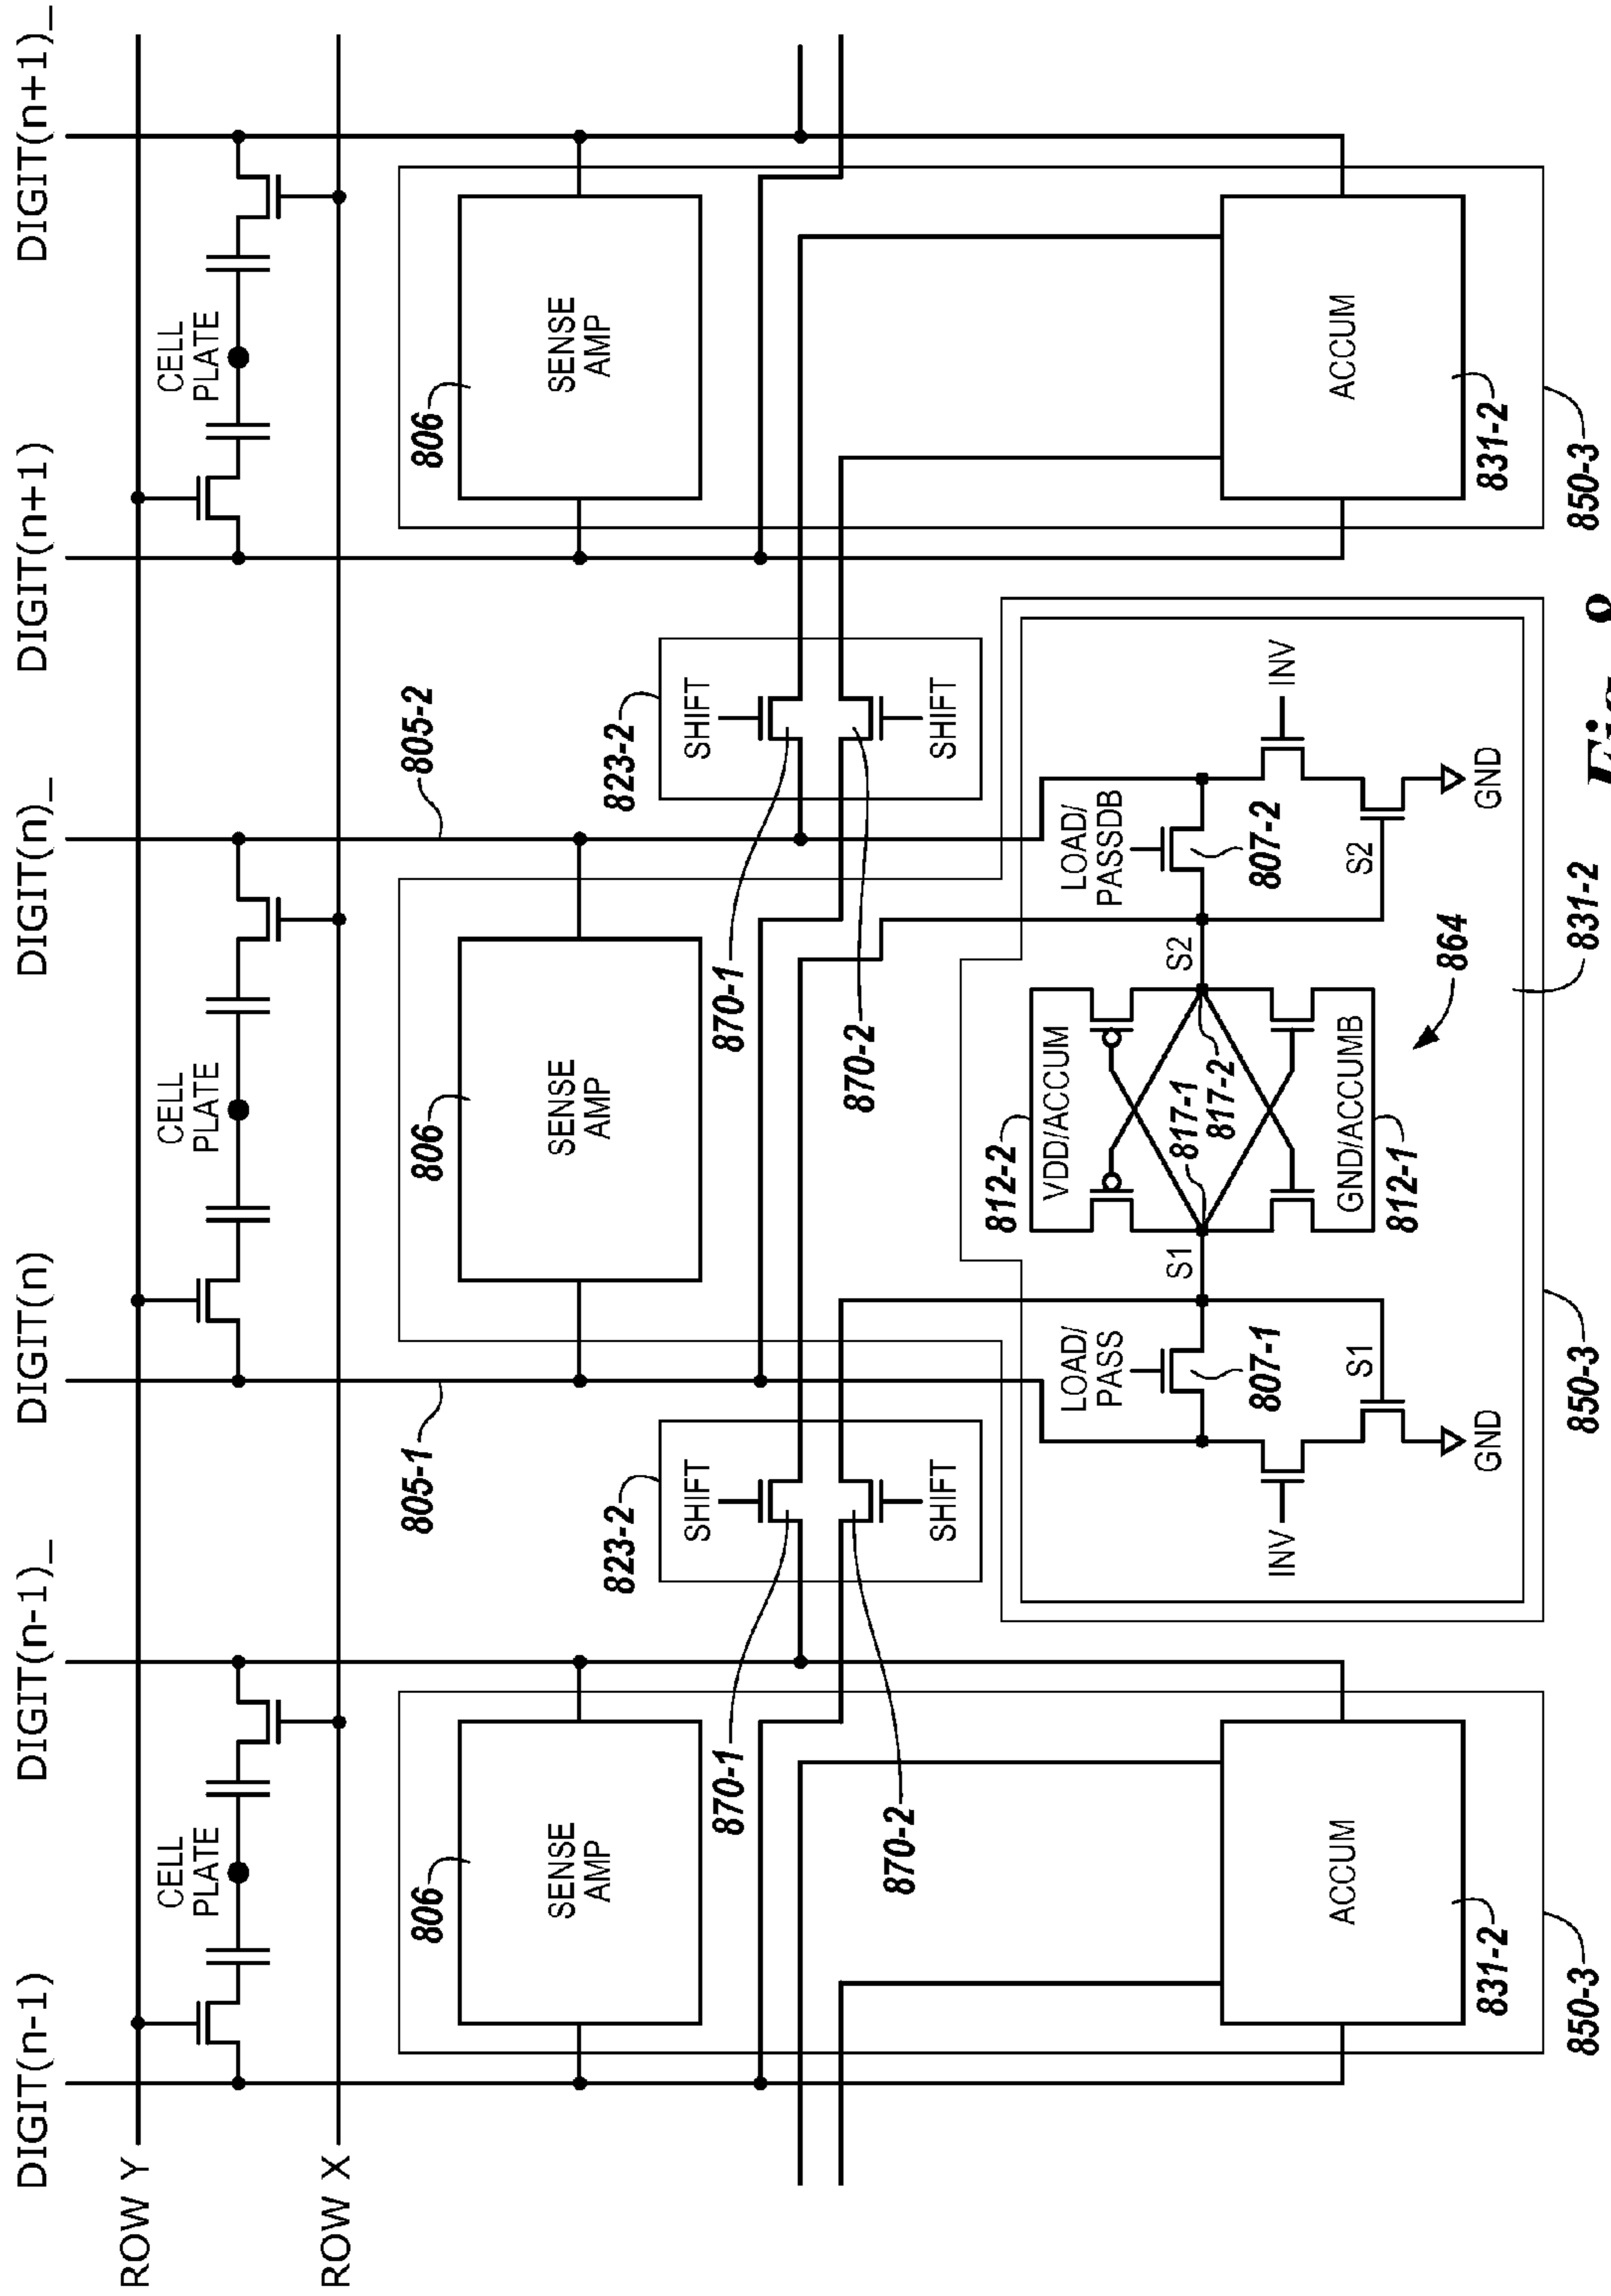 DIGIT(n-1)
DIGIT(n-1)_
DIGIT(n)
DIGIT(n)_
DIGIT(n+1)
DIGIT(n+1)_
ROW Y
CELL
PLATE
CELL
PLATE
CELL
PLATE
ROW X
805-1
805-2
806
806
806
SENSE
AMP
SENSE
AMP
SENSE
AMP
823-2
823-2
SHIFT
SHIFT
870-1
870-1
870-2
870-2
SHIFT
SHIFT
812-2
VDD/ACCUM
LOAD/
PASS
LOAD/
PASSDB
S1
817-1
817-2
S2
807-1
807-2
INV
INV
ACCUM
S1
GND/ACCUMB
S2
ACCUM
812-1
864
831-2
GND
GND
831-2
850-3
850-3
831-2
850-3
Fig. 8